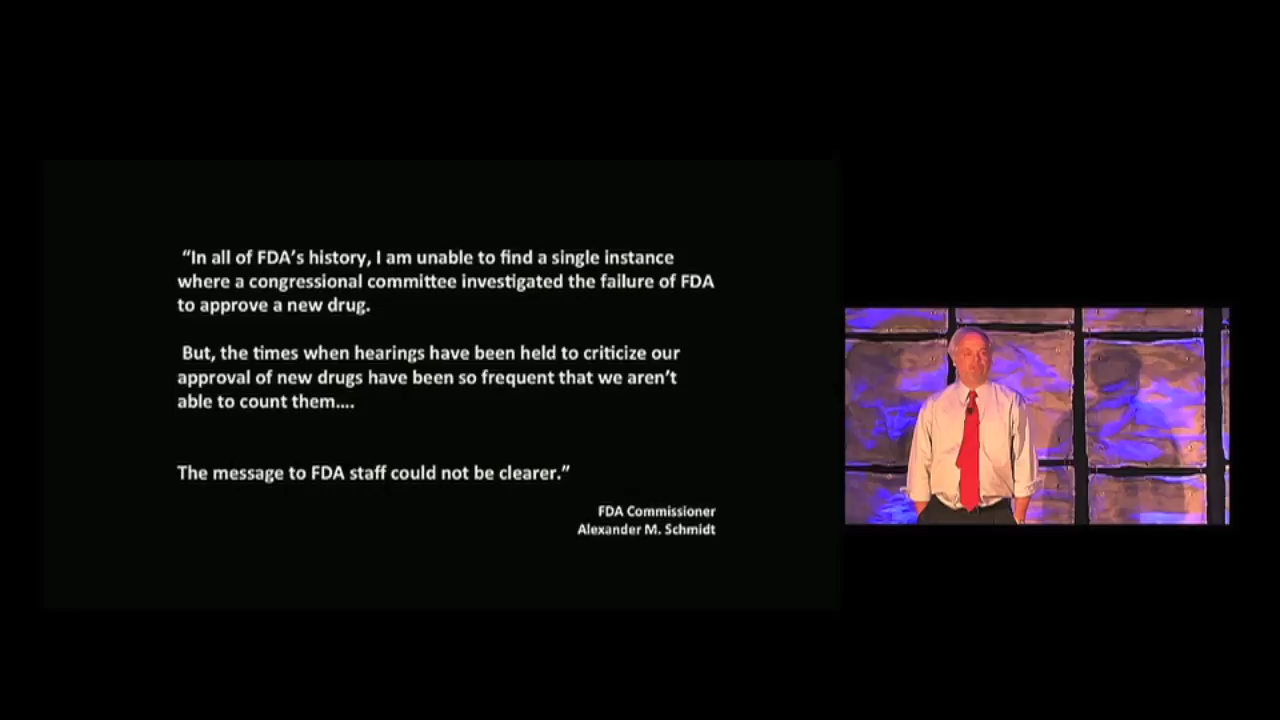 “In all of FDA’s history, I am unable to find a single instance
where a congressional committee investigated the failure of FDA
to approve a new drug.
But, the times when hearings have been held to criticize our
approval of new drugs have been so frequent that we aren’t
able to count them....
The message to FDA staff could not be clearer.”
FDA Commissioner
Alexander M. Schmidt